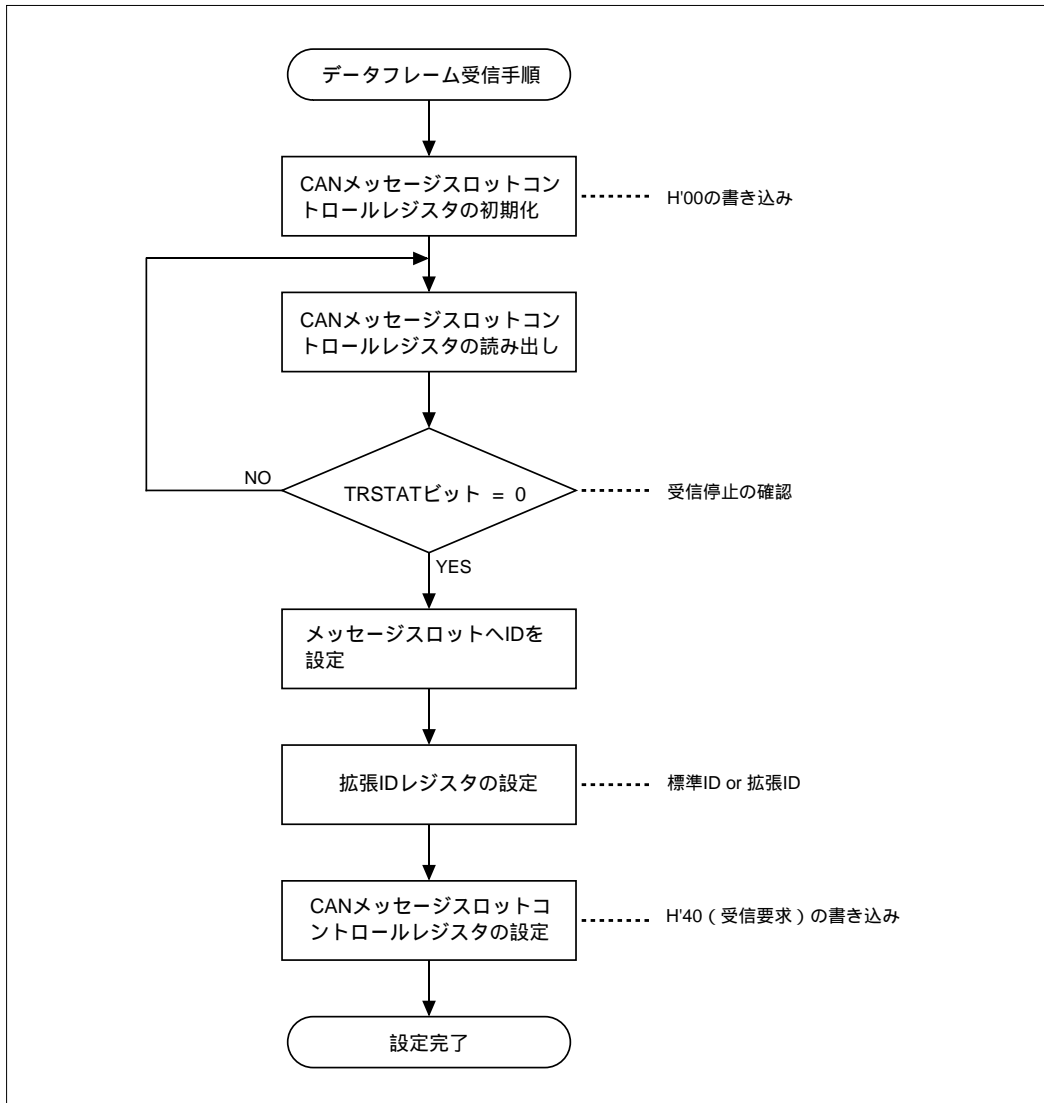 データフレーム受信手順
CANメッセージスロットコン
トロールレジスタの初期化
H'00の書き込み
CANメッセージスロットコン
トロールレジスタの読み出し
NO
TRSTATビット = 0
受信停止の確認
YES
メッセージスロットへIDを
設定
拡張IDレジスタの設定
標準ID or 拡張ID
CANメッセージスロットコ
ントロールレジスタの設定
H'40（受信要求）の書き込み
設定完了